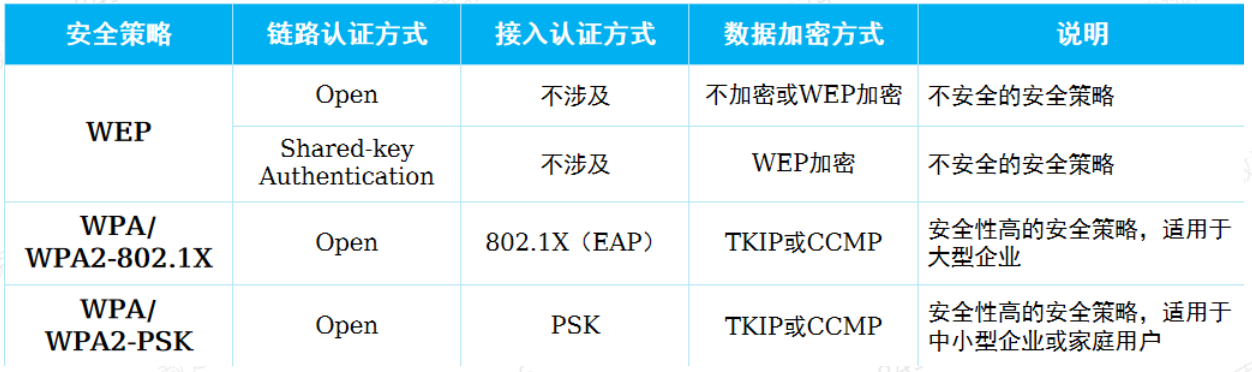 安全策略 链路认证方式 接入认证方式 数据加密方式 说明
WEP
Open 不涉及 不加密或WEP加密 不安全的安全策略
Shared-key
Authentication
不涉及 WEP加密 不安全的安全策略
WPA/
WPA2-802.1X
Open 802.1X（EAP） TKIP或CCMP
安全性高的安全策略，适用于
大型企业
WPA/
WPA2-PSK
Open PSK TKIP或CCMP
安全性高的安全策略，适用于
中小型企业或家庭用户